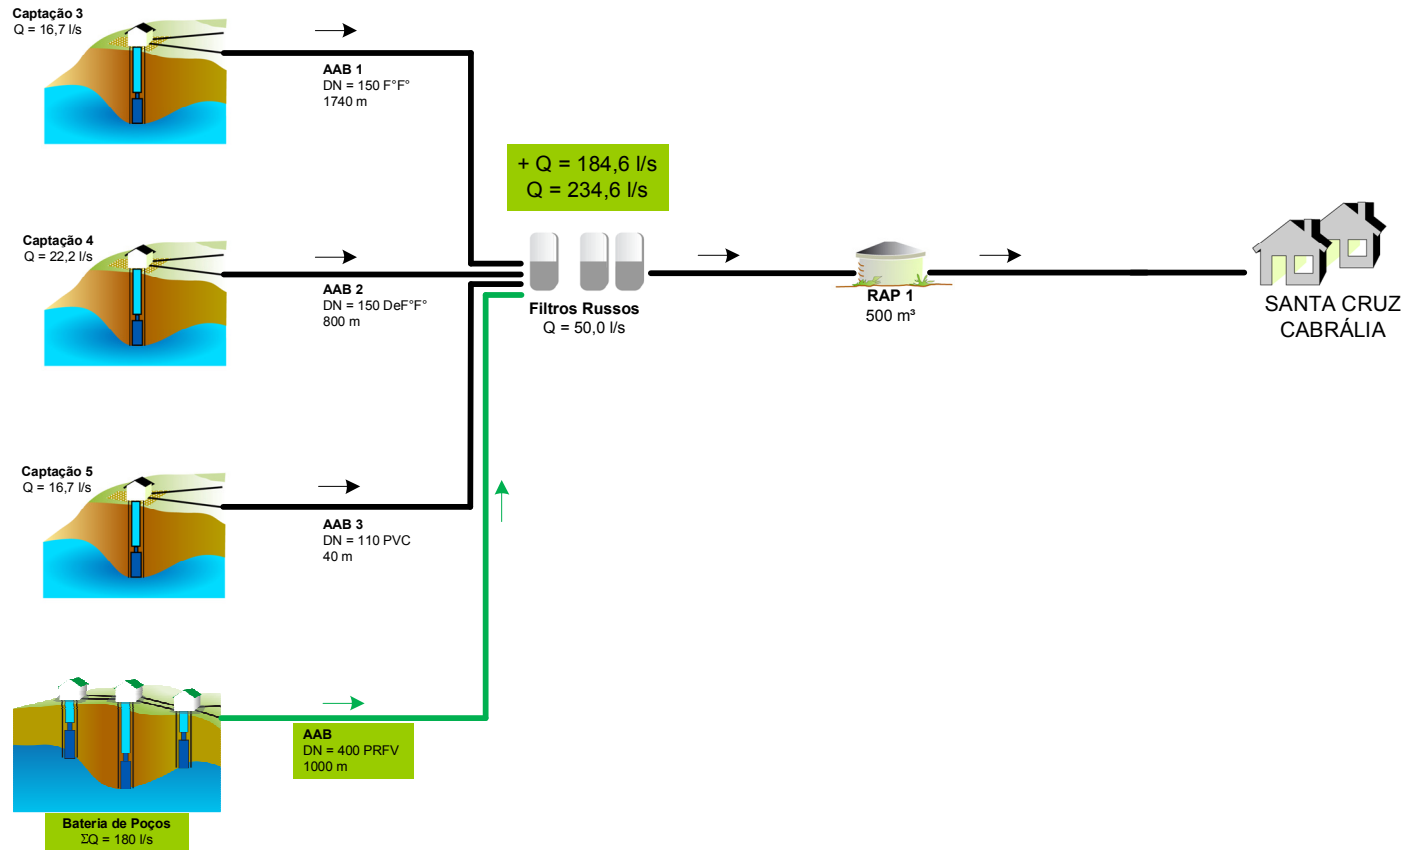 Captação 3
Q = 16,7 l/s
AAB 1
DN = 150 F°F°
1740 m
+ Q = 184,6 l/s
Q = 234,6 l/s
Captação 4
Q = 22,2 l/s
AAB 2
DN = 150 DeF°F°
800 m
Filtros Russos
Q = 50,0 l/s
RAP 1
500 m³
SANTA CRUZ
CABRÁLIA
Captação 5
Q = 16,7 l/s
AAB 3
DN = 110 PVC
40 m
AAB
DN = 400 PRFV
1000 m
Bateria de Poços
ΣQ = 180 l/s